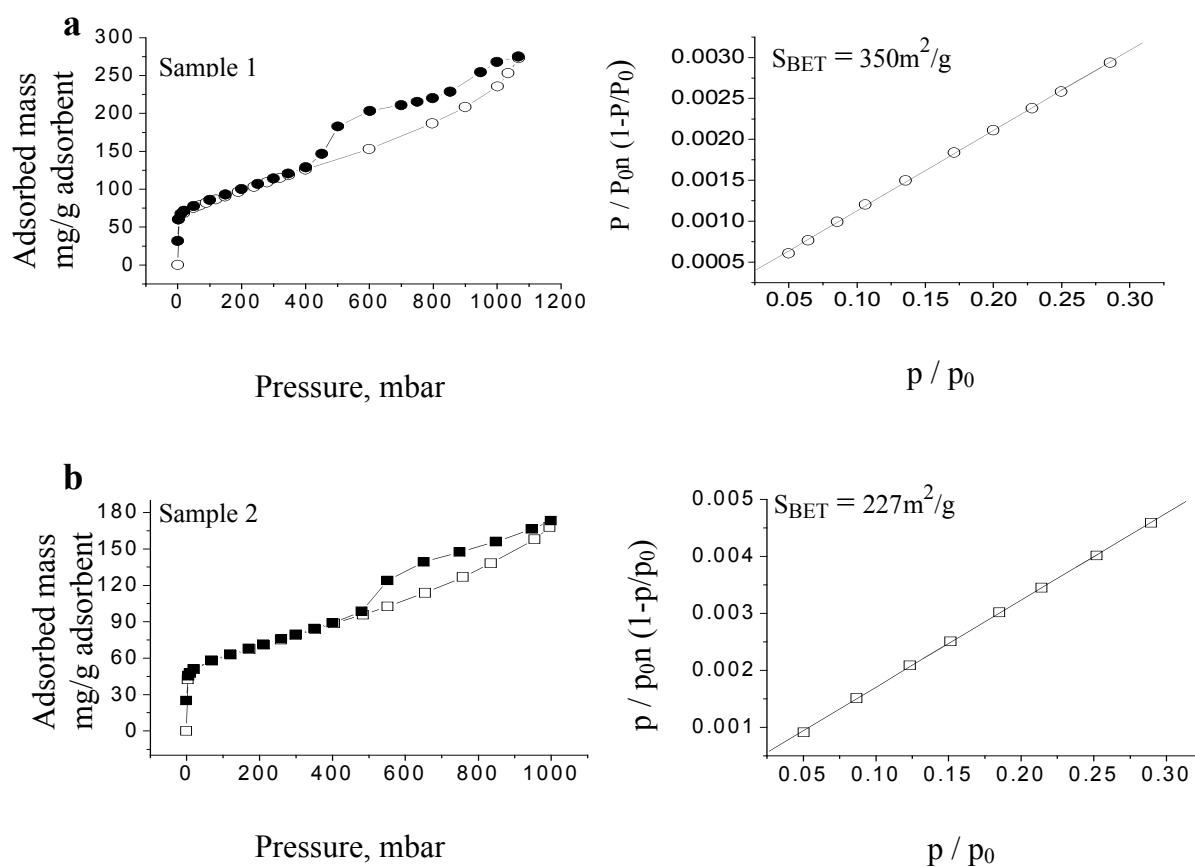 a
Sample 1
Adsorbed mass
mg/g adsorbent
300
250
200
150
100
50
0
0 200 400 600 800 1000 1200
Pressure, mbar
S_BET = 350m²/g
P / P₀n (1-P/P₀)
0.0030
0.0025
0.0020
0.0015
0.0010
0.0005
0.05 0.10 0.15 0.20 0.25 0.30
p / p₀
b
Sample 2
Adsorbed mass
mg/g adsorbent
180
150
120
90
60
30
0
0 200 400 600 800 1000
Pressure, mbar
S_BET = 227m²/g
p / p₀n (1-p/p₀)
0.005
0.004
0.003
0.002
0.001
0.05 0.10 0.15 0.20 0.25 0.30
p / p₀